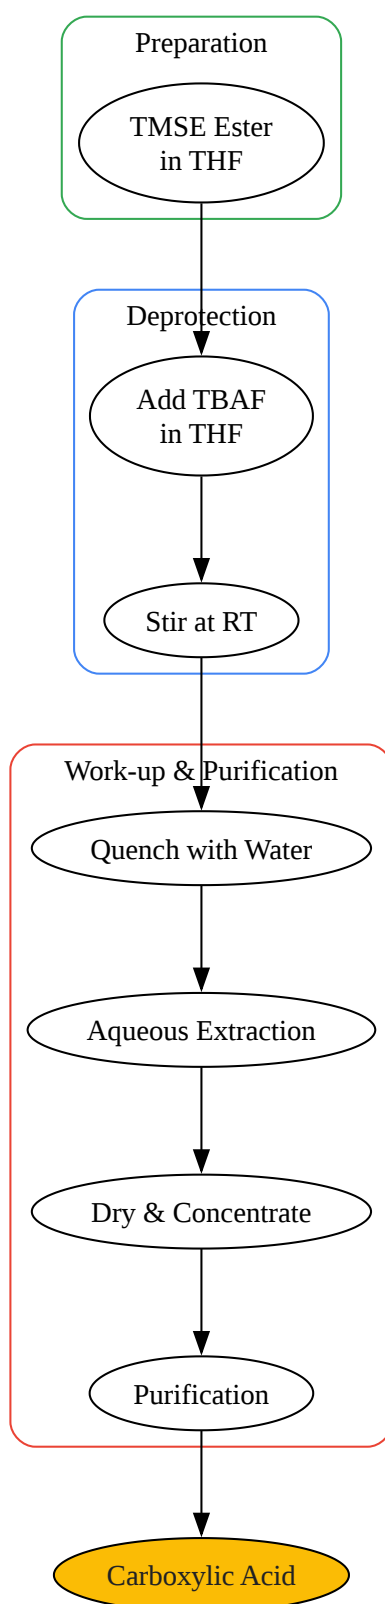 Preparation
TMSE Ester
in THF
Deprotection
Add TBAF
in THF
Stir at RT
Work-up & Purification
Quench with Water
Aqueous Extraction
Dry & Concentrate
Purification
Carboxylic Acid